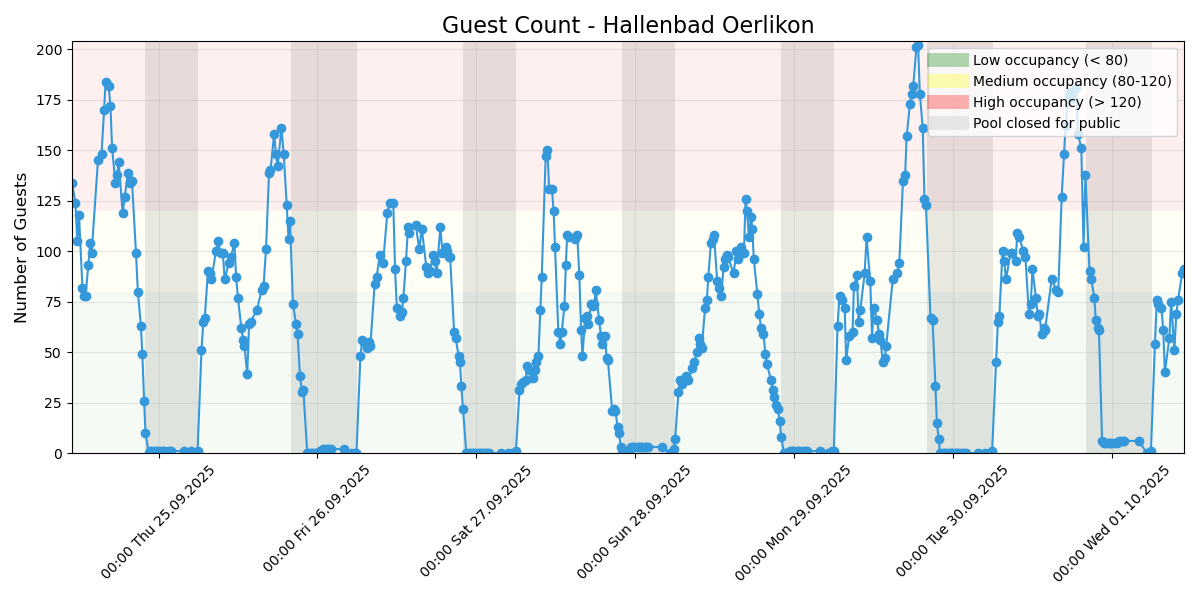 Guest Count - Hallenbad Oerlikon
Number of Guests
200
175
150
125
100
75
50
25
0
Low occupancy (< 80)
Medium occupancy (80-120)
High occupancy (> 120)
Pool closed for public
00:00 Thu 25.09.2025
00:00 Fri 26.09.2025
00:00 Sat 27.09.2025
00:00 Sun 28.09.2025
00:00 Mon 29.09.2025
00:00 Tue 30.09.2025
00:00 Wed 01.10.2025